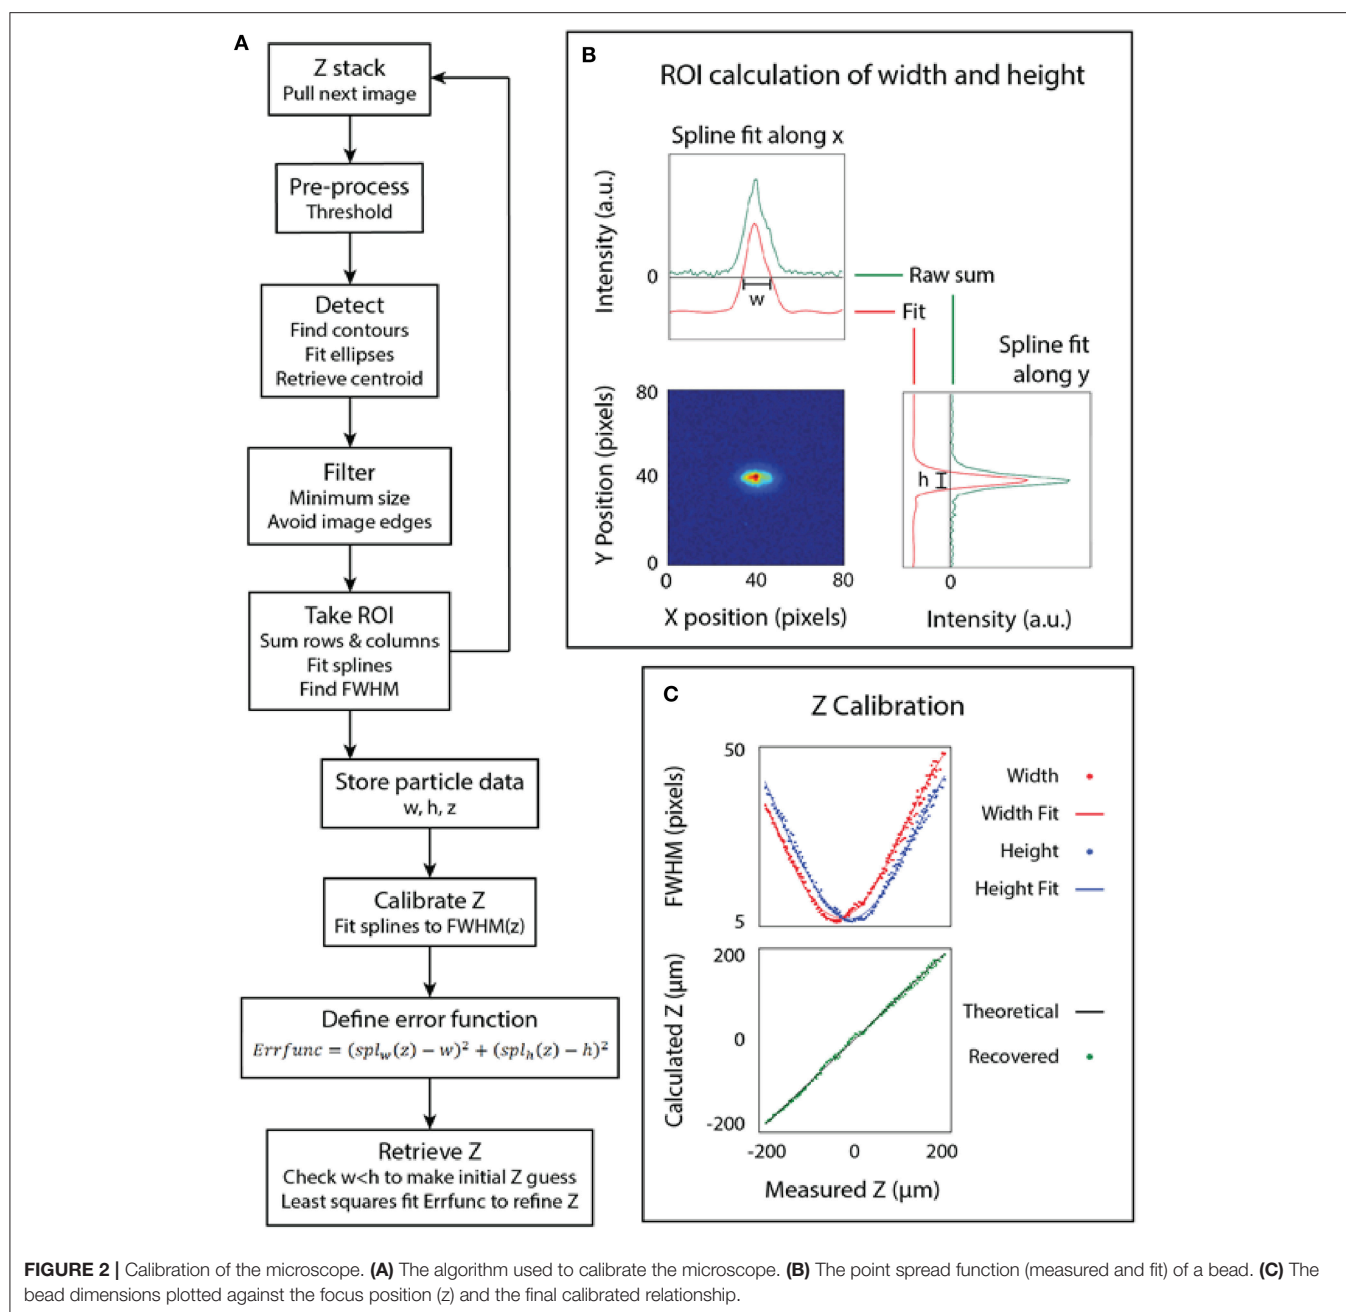 A
Z stack
Pull next image
Pre-process
Threshold
Detect
Find contours
Fit ellipses
Retrieve centroid
Filter
Minimum size
Avoid image edges
Take ROI
Sum rows & columns
Fit splines
Find FWHM
Store particle data
w, h, z
Calibrate Z
Fit splines to FWHM(z)
Define error function
Errfunc = (spl_w(z) − w)² + (spl_h(z) − h)²
Retrieve Z
Check w<h to make initial Z guess
Least squares fit Errfunc to refine Z
B
ROI calculation of width and height
Spline fit along x
Intensity (a.u.)
0
w
Raw sum
Fit
Spline fit
along y
80
40
0
Y Position (pixels)
0 40 80
X position (pixels)
h
0
Intensity (a.u.)
C
Z Calibration
50
5
FWHM (pixels)
Width
Width Fit
Height
Height Fit
200
0
-200
Calculated Z (μm)
Theoretical
Recovered
-200 0 200
Measured Z (μm)
FIGURE 2 | Calibration of the microscope. (A) The algorithm used to calibrate the microscope. (B) The point spread function (measured and fit) of a bead. (C) The
bead dimensions plotted against the focus position (z) and the final calibrated relationship.